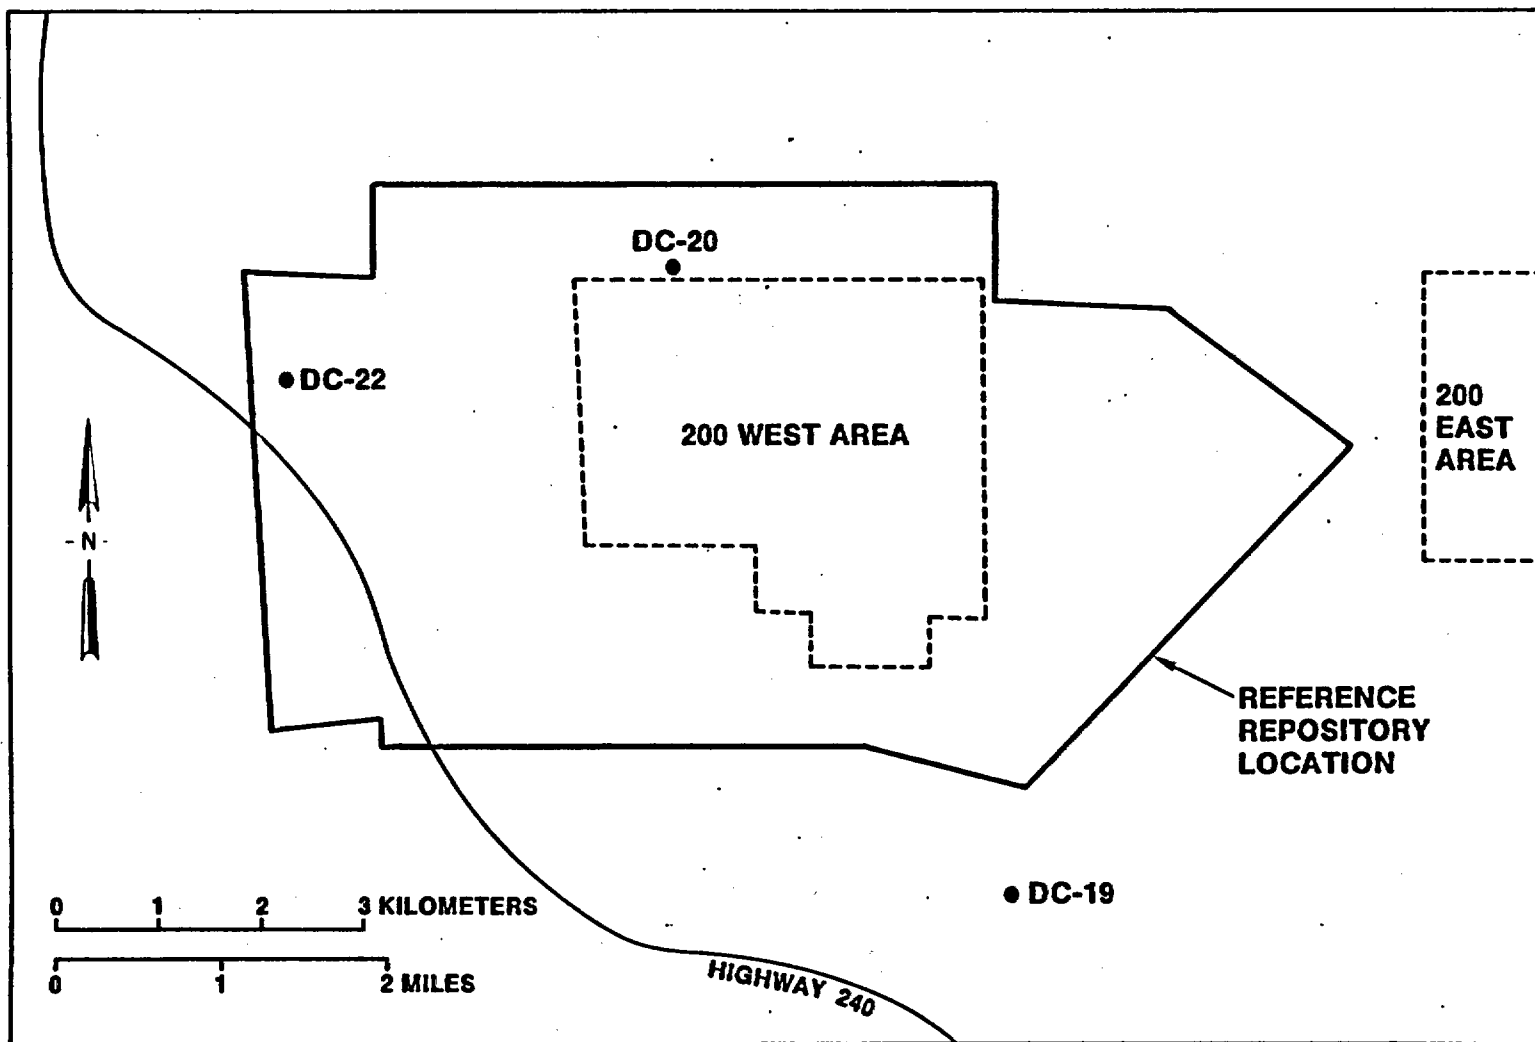 DC-20
DC-22
200 WEST AREA
200
EAST
AREA
- N -
REFERENCE
REPOSITORY
LOCATION
DC-19
0 1 2 3 KILOMETERS
0 1 2 MILES
HIGHWAY 240